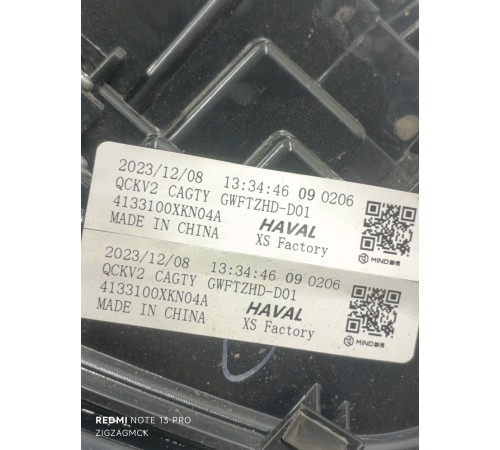 2023/12/08 13:34:46 09 0206
QCKV2 CAGTY GWFTZHD-D01
4133100XKN04A HAVAL
MADE IN CHINA XS Factory
MIND
2023/12/08 13:34:46 09 0206
QCKV2 CAGTY GWFTZHD-D01
4133100XKN04A HAVAL
MADE IN CHINA XS Factory
MIND
REDMI NOTE 13 PRO
ZIGZAGMCK